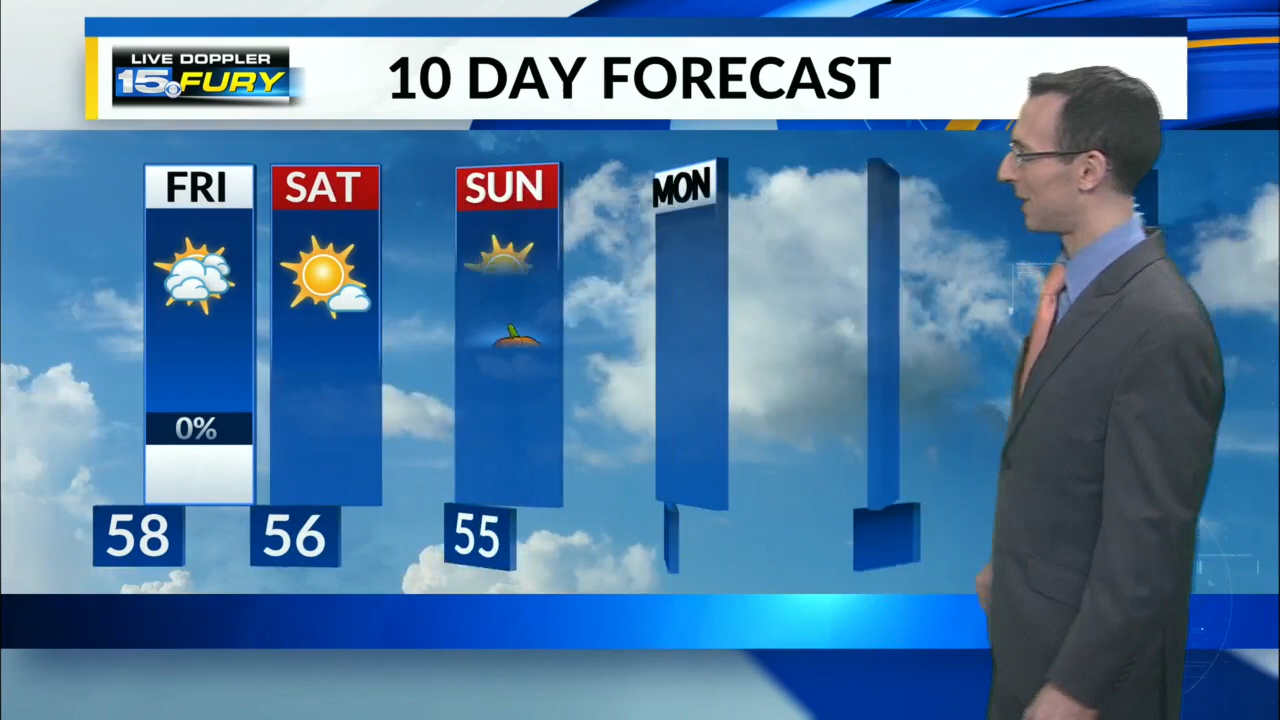 LIVE DOPPLER
15 FURY
10 DAY FORECAST
FRI
SAT
SUN
MON
0%
58
56
55